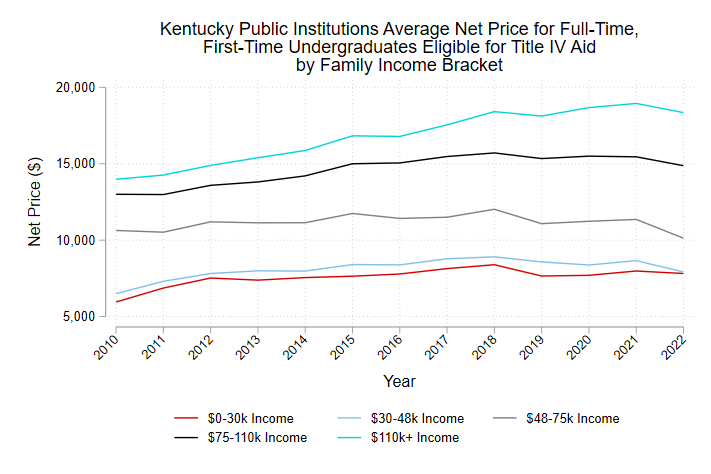 Kentucky Public Institutions Average Net Price for Full-Time,
First-Time Undergraduates Eligible for Title IV Aid
by Family Income Bracket
20,000
15,000
10,000
5,000
Net Price ($)
2010 2011 2012 2013 2014 2015 2016 2017 2018 2019 2020 2021 2022
Year
$0-30k Income $30-48k Income $48-75k Income
$75-110k Income $110k+ Income